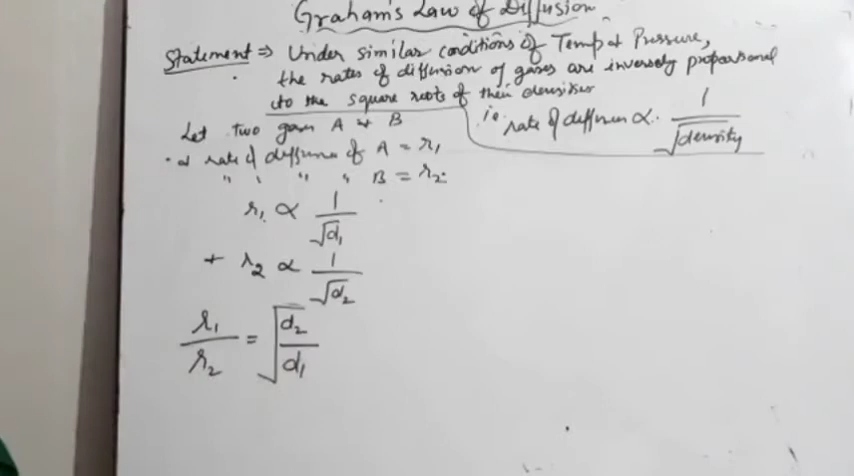 Graham's Law of Diffusion
Statement ⇒ Under similar conditions of Temp & Pressure,
the rates of diffusion of gases are inversely proportional
to the square roots of their densities
i.e. rate of diffusion ∝ 1/√density
Let two gases A & B
& rate of diffusion of A = r₁
" " " " B = r₂
r₁ ∝ 1/√d₁
+ r₂ ∝ 1/√d₂
r₁/r₂ = √(d₂/d₁)